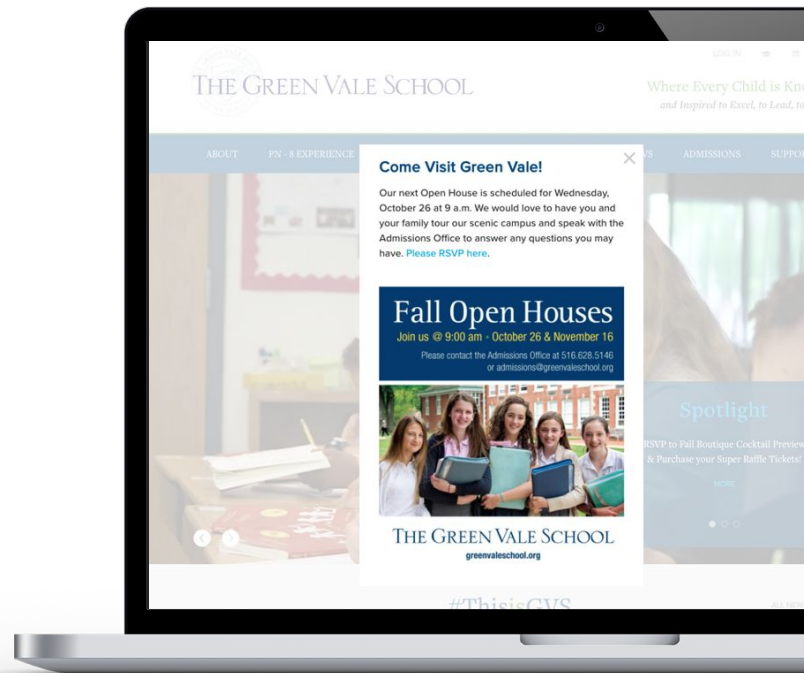 LOG IN
THE GREEN VALE SCHOOL
Where Every Child is
and Inspired to Excel, to Lead, to
ABOUT PN - 8 EXPERIENCE ADMISSIONS
Come Visit Green Vale!
Our next Open House is scheduled for Wednesday,
October 26 at 9 a.m. We would love to have you and
your family tour our scenic campus and speak with the
Admissions Office to answer any questions you may
have. Please RSVP here.
Fall Open Houses
Join us @ 9:00 am • October 26 & November 16
Please contact the Admissions Office at 516.628.5146
or admissions@greenvaleschool.org
THE GREEN VALE SCHOOL
greenvaleschool.org
Spotlight
RSVP to Fall Boutique Cocktail Preview
& Purchase your Super Raffle Tickets!
MORE
#ThisisGVS
ALL